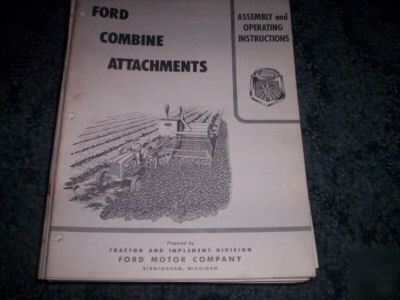 FORD
COMBINE
ATTACHMENTS
ASSEMBLY and
OPERATING
INSTRUCTIONS
Prepared by
TRACTOR AND IMPLEMENT DIVISION
FORD MOTOR COMPANY
BIRMINGHAM, MICHIGAN